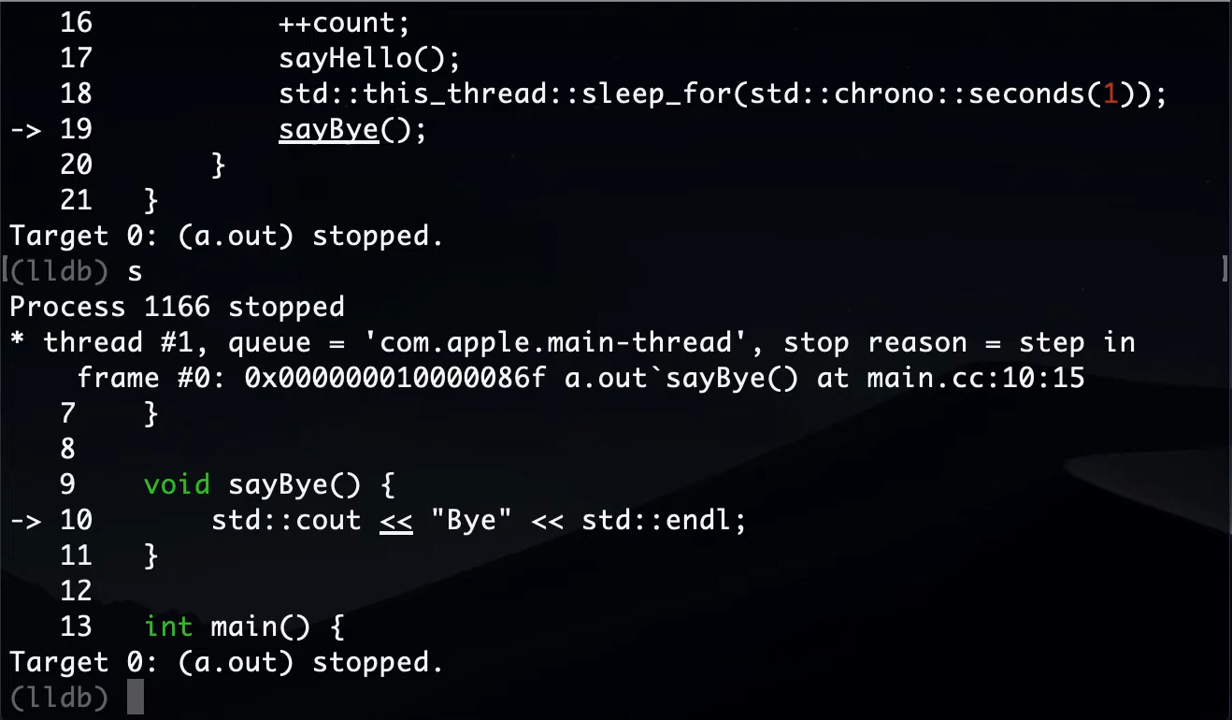 16 ++count;
17 sayHello();
18 std::this_thread::sleep_for(std::chrono::seconds(1));
-> 19 sayBye();
20 }
21 }
Target 0: (a.out) stopped.
(lldb) s
Process 1166 stopped
* thread #1, queue = 'com.apple.main-thread', stop reason = step in
frame #0: 0x000000010000086f a.out`sayBye() at main.cc:10:15
7 }
8
9 void sayBye() {
-> 10 std::cout << "Bye" << std::endl;
11 }
12
13 int main() {
Target 0: (a.out) stopped.
(lldb)